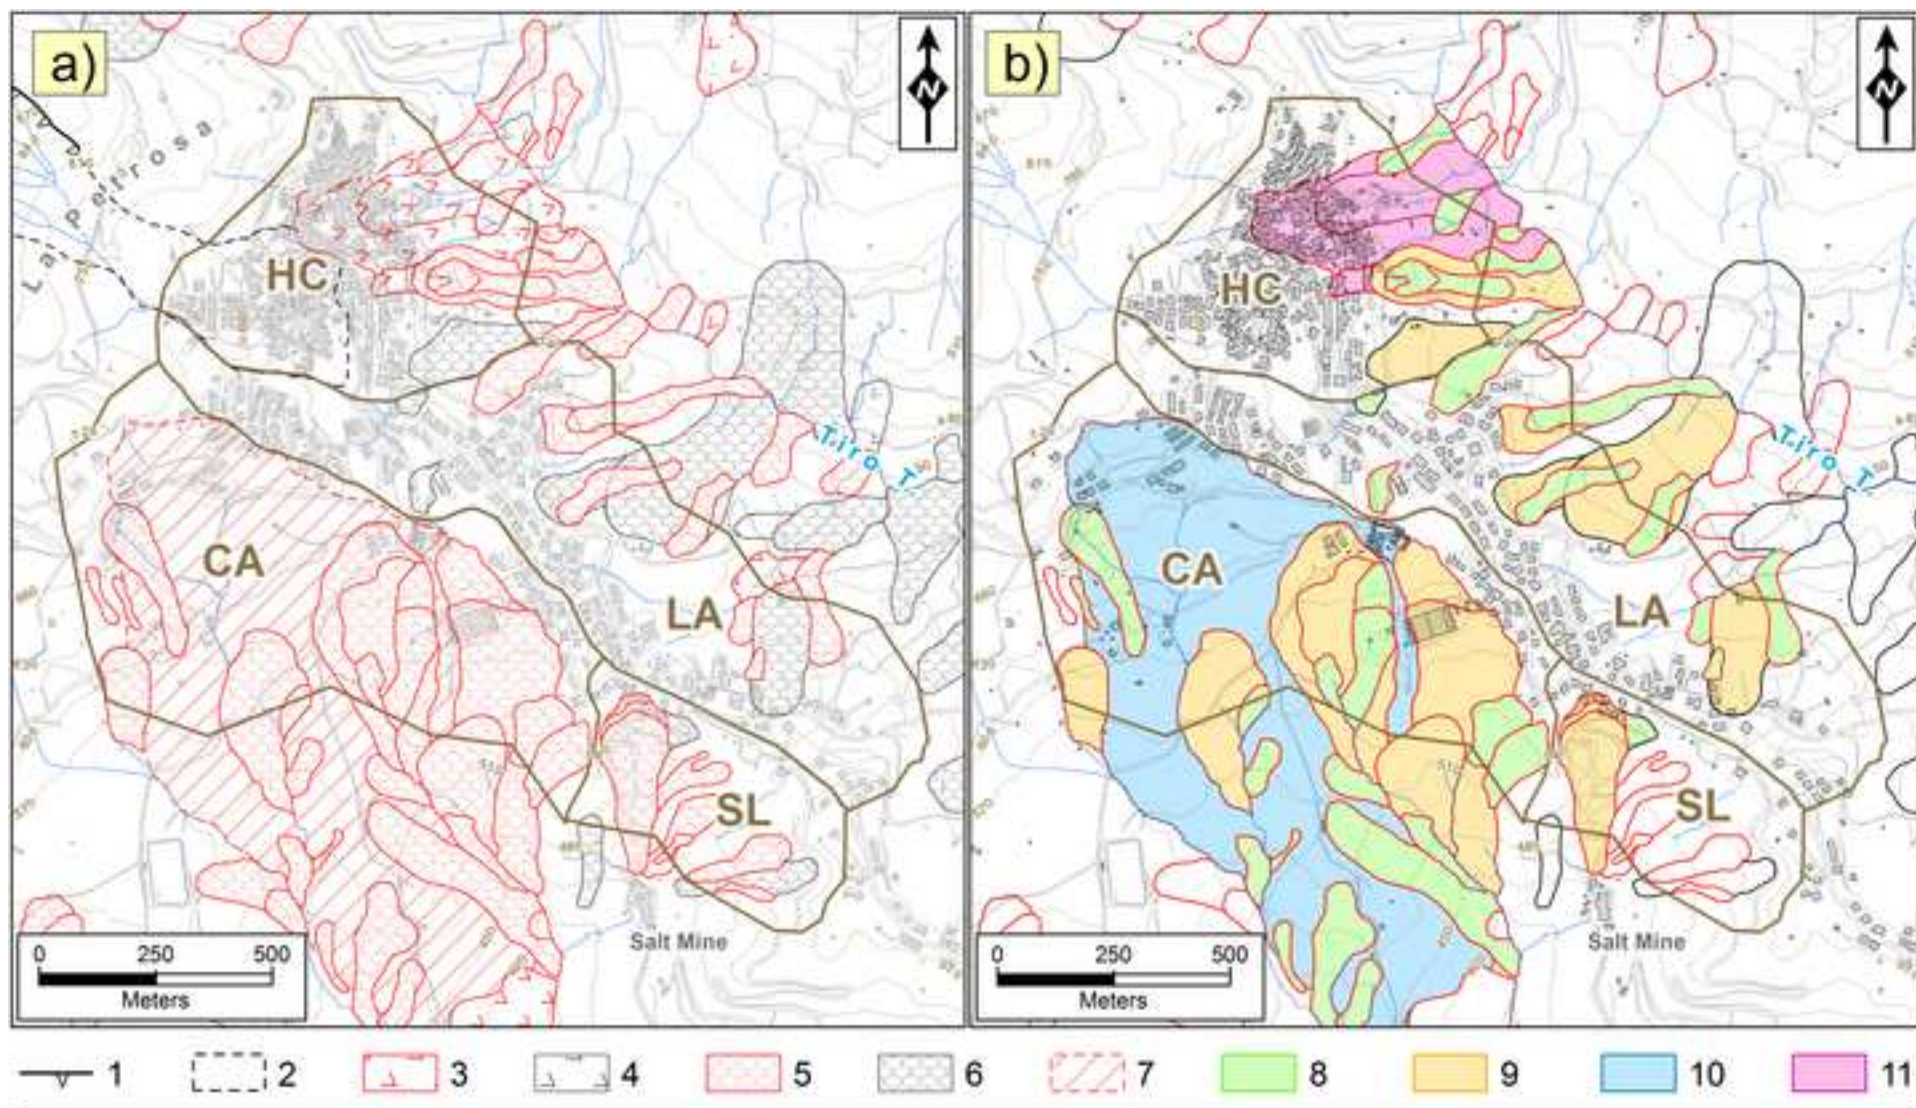 a)
N
La Petrosa
HC
CA
LA
SL
Tiro T.
Salt Mine
0 250 500
Meters
b)
N
HC
CA
LA
SL
Tiro T.
Salt Mine
0 250 500
Meters
1 2 3 4 5 6 7 8 9 10 11